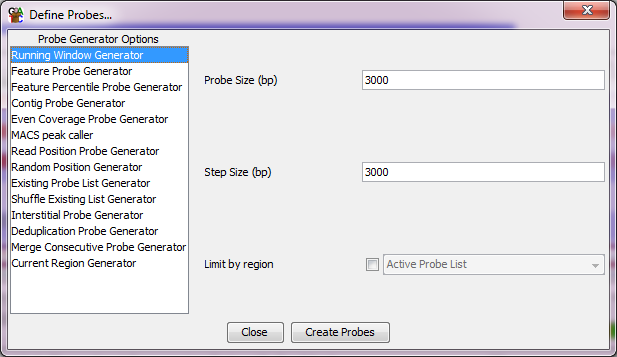 Define Probes...
Probe Generator Options
Running Window Generator
Feature Probe Generator
Feature Percentile Probe Generator
Contig Probe Generator
Even Coverage Probe Generator
MACS peak caller
Read Position Probe Generator
Random Position Generator
Existing Probe List Generator
Shuffle Existing List Generator
Interstitial Probe Generator
Deduplication Probe Generator
Merge Consecutive Probe Generator
Current Region Generator
Probe Size (bp) 3000
Step Size (bp) 3000
Limit by region Active Probe List
Close Create Probes